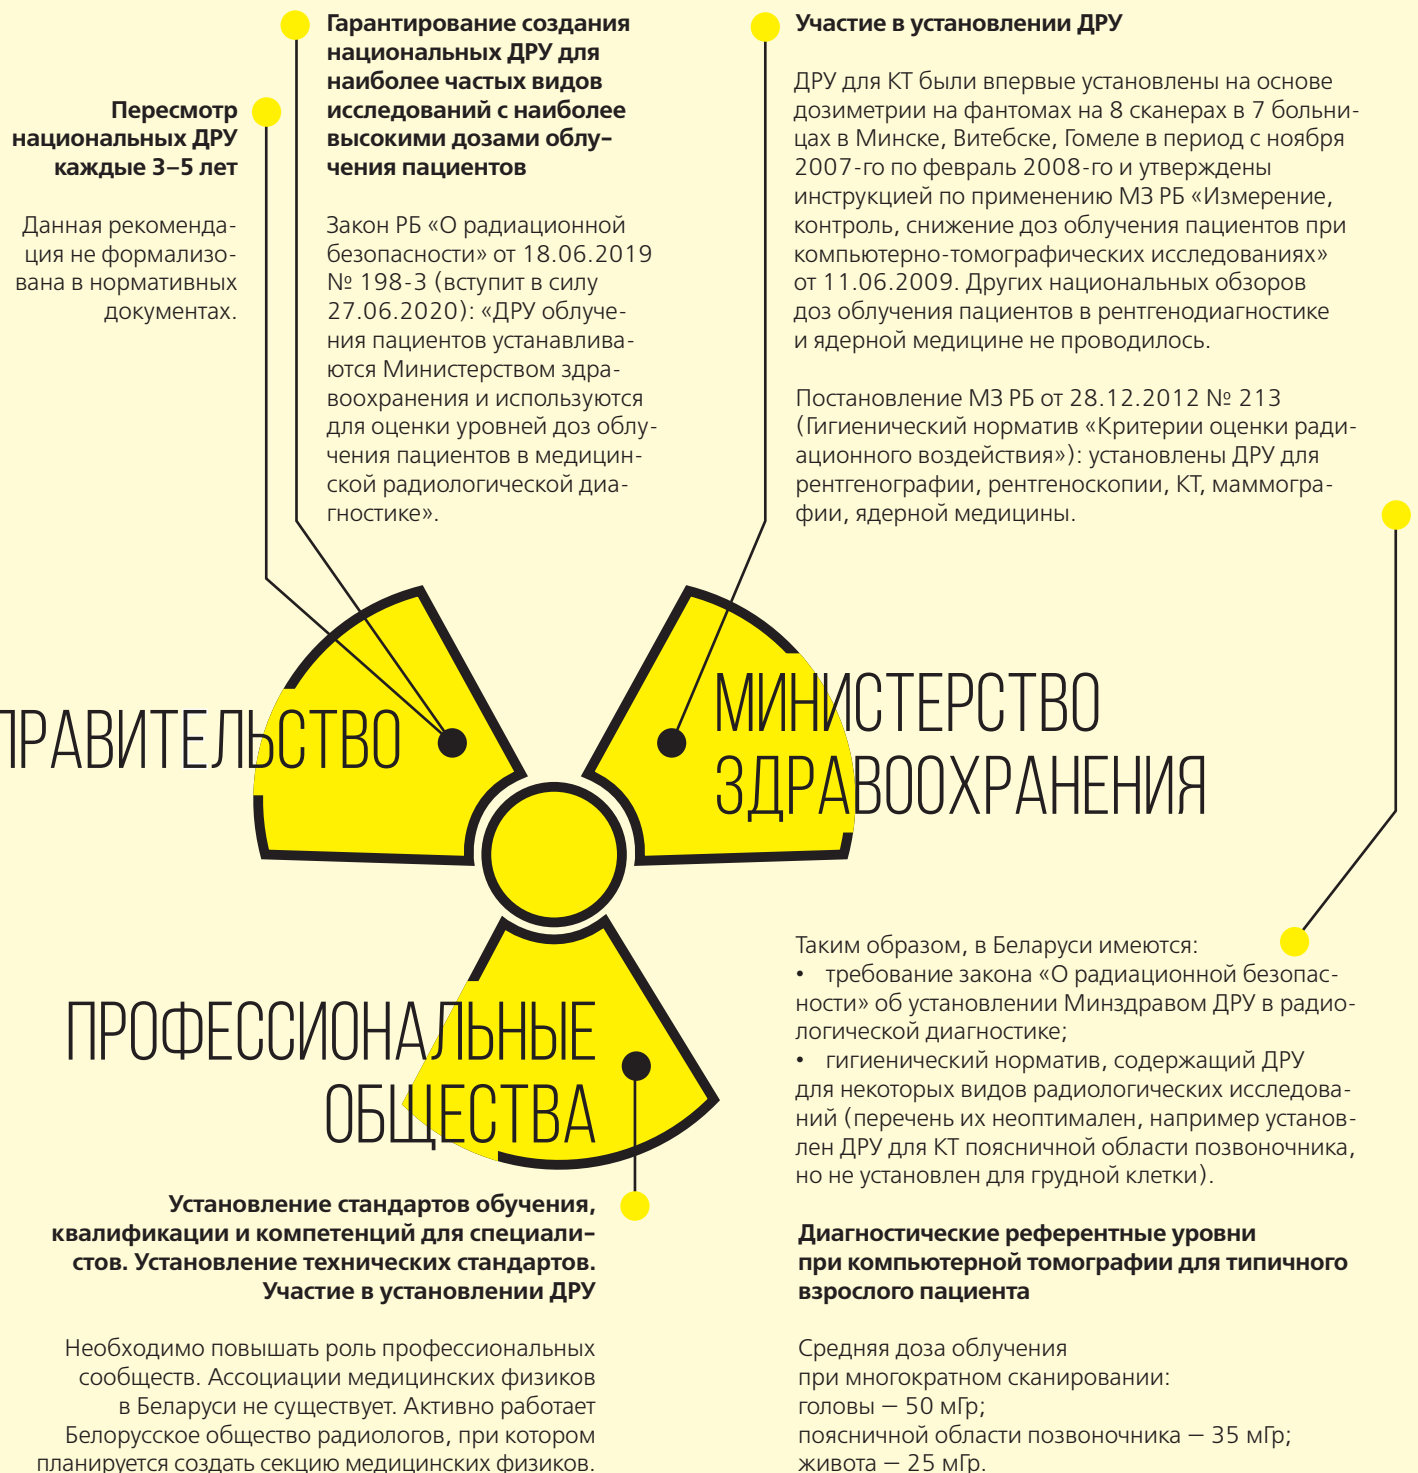 Пересмотр
национальных ДРУ
каждые 3–5 лет
Данная рекоменда-
ция не формализо-
вана в нормативных
документах.
Гарантирование создания
национальных ДРУ для
наиболее частых видов
исследований с наиболее
высокими дозами облу-
чения пациентов
Закон РБ «О радиационной
безопасности» от 18.06.2019
№ 198-З (вступит в силу
27.06.2020): «ДРУ облуче-
ния пациентов устанавлива-
ются Министерством здра-
воохранения и используются
для оценки уровней доз облу-
чения пациентов в медицин-
ской радиологической диа-
гностике».
Участие в установлении ДРУ
ДРУ для КТ были впервые установлены на основе
дозиметрии на фантомах на 8 сканерах в 7 больни-
цах в Минске, Витебске, Гомеле в период с ноября
2007-го по февраль 2008-го и утверждены
инструкцией по применению МЗ РБ «Измерение,
контроль, снижение доз облучения пациентов при
компьютерно-томографических исследованиях»
от 11.06.2009. Других национальных обзоров
доз облучения пациентов в рентгенодиагностике
и ядерной медицине не проводилось.
Постановление МЗ РБ от 28.12.2012 № 213
(Гигиенический норматив «Критерии оценки ради-
ационного воздействия»): установлены ДРУ для
рентгенографии, рентгеноскопии, КТ, маммогра-
фии, ядерной медицины.
ПРАВИТЕЛЬСТВО
МИНИСТЕРСТВО
ЗДРАВООХРАНЕНИЯ
ПРОФЕССИОНАЛЬНЫЕ
ОБЩЕСТВА
Установление стандартов обучения,
квалификации и компетенций для специали-
стов. Установление технических стандартов.
Участие в установлении ДРУ
Необходимо повышать роль профессиональных
сообществ. Ассоциации медицинских физиков
в Беларуси не существует. Активно работает
Белорусское общество радиологов, при котором
планируется создать секцию медицинских физиков.
Таким образом, в Беларуси имеются:
• требование закона «О радиационной безопас-
ности» об установлении Минздравом ДРУ в радио-
логической диагностике;
• гигиенический норматив, содержащий ДРУ
для некоторых видов радиологических исследова-
ний (перечень их неоптимален, например установ-
лен ДРУ для КТ поясничной области позвоночника,
но не установлен для грудной клетки).
Диагностические референтные уровни
при компьютерной томографии для типичного
взрослого пациента
Средняя доза облучения
при многократном сканировании:
головы — 50 мГр;
поясничной области позвоночника — 35 мГр;
живота — 25 мГр.